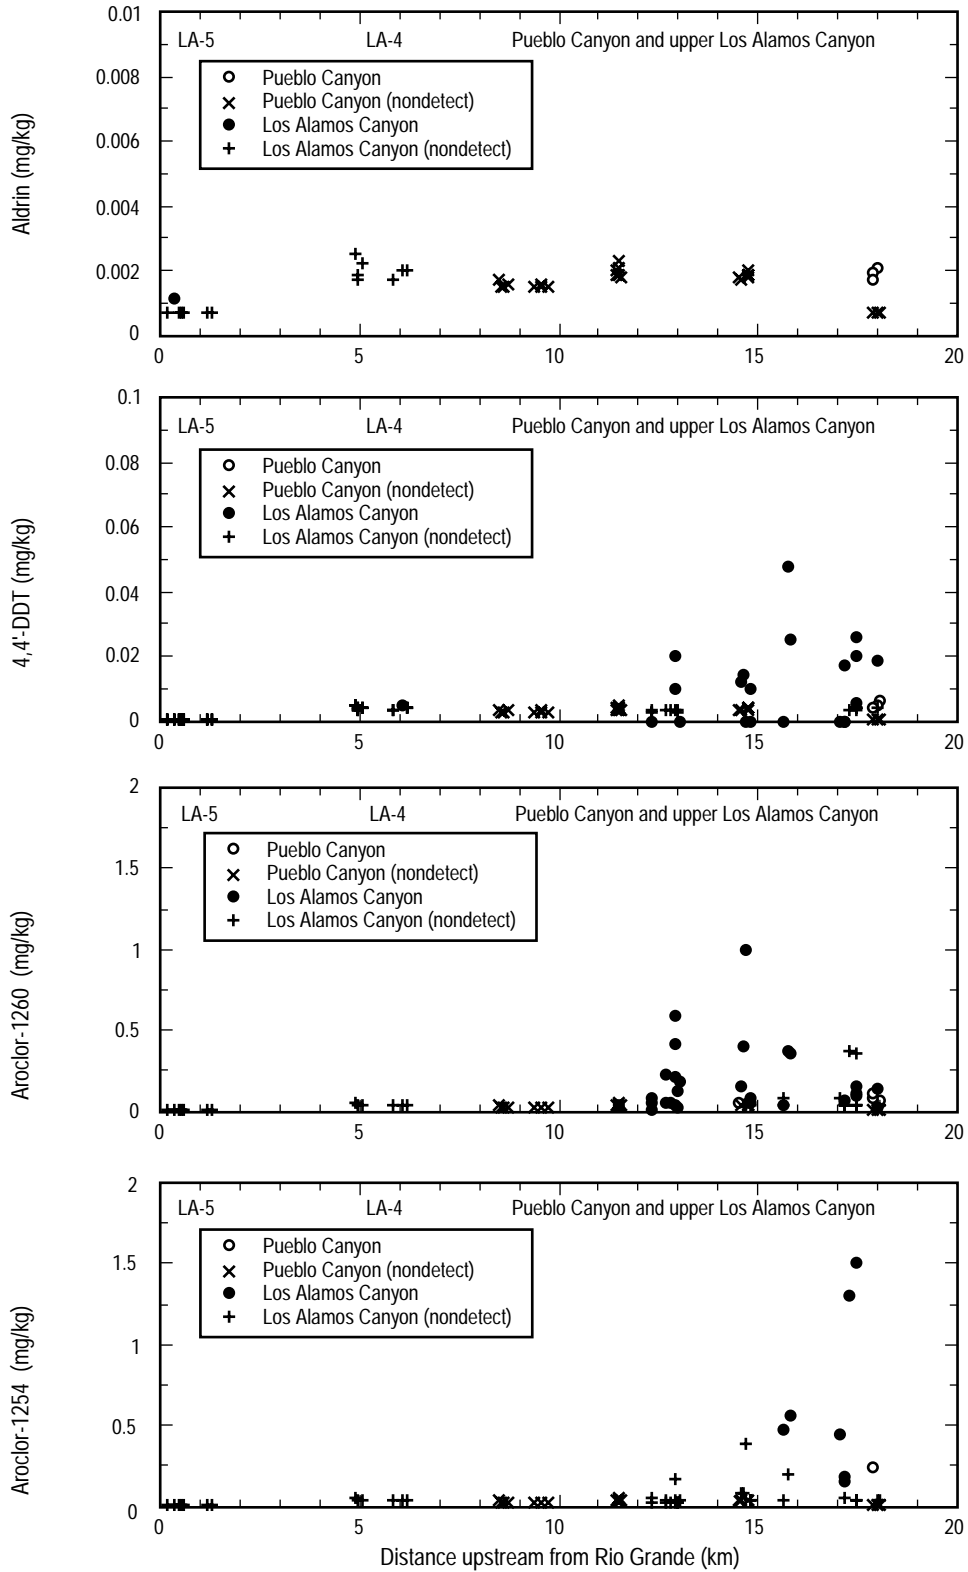 0.01
LA-5 LA-4 Pueblo Canyon and upper Los Alamos Canyon
Pueblo Canyon
Pueblo Canyon (nondetect)
Los Alamos Canyon
Los Alamos Canyon (nondetect)
0.008
0.006
0.004
0.002
0
Aldrin (mg/kg)
0 5 10 15 20
0.1
LA-5 LA-4 Pueblo Canyon and upper Los Alamos Canyon
Pueblo Canyon
Pueblo Canyon (nondetect)
Los Alamos Canyon
Los Alamos Canyon (nondetect)
0.08
0.06
0.04
0.02
0
4,4'-DDT (mg/kg)
0 5 10 15 20
2
LA-5 LA-4 Pueblo Canyon and upper Los Alamos Canyon
Pueblo Canyon
Pueblo Canyon (nondetect)
Los Alamos Canyon
Los Alamos Canyon (nondetect)
1.5
1
0.5
0
Aroclor-1260 (mg/kg)
0 5 10 15 20
2
LA-5 LA-4 Pueblo Canyon and upper Los Alamos Canyon
Pueblo Canyon
Pueblo Canyon (nondetect)
Los Alamos Canyon
Los Alamos Canyon (nondetect)
1.5
1
0.5
0
Aroclor-1254 (mg/kg)
0 5 10 15 20
Distance upstream from Rio Grande (km)